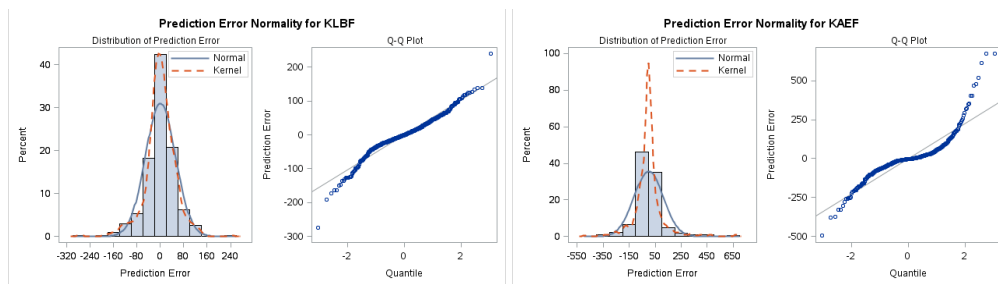 Prediction Error Normality for KLBF
Distribution of Prediction Error
Normal
Kernel
Percent
40
30
20
10
0
-320 -240 -160 -80 0 80 160 240
Prediction Error
Q-Q Plot
Prediction Error
200
100
0
-100
-200
-300
-2 0 2
Quantile
Prediction Error Normality for KAEF
Distribution of Prediction Error
Normal
Kernel
Percent
100
80
60
40
20
0
-550 -350 -150 50 250 450 650
Prediction Error
Q-Q Plot
Prediction Error
500
250
0
-250
-500
-2 0 2
Quantile